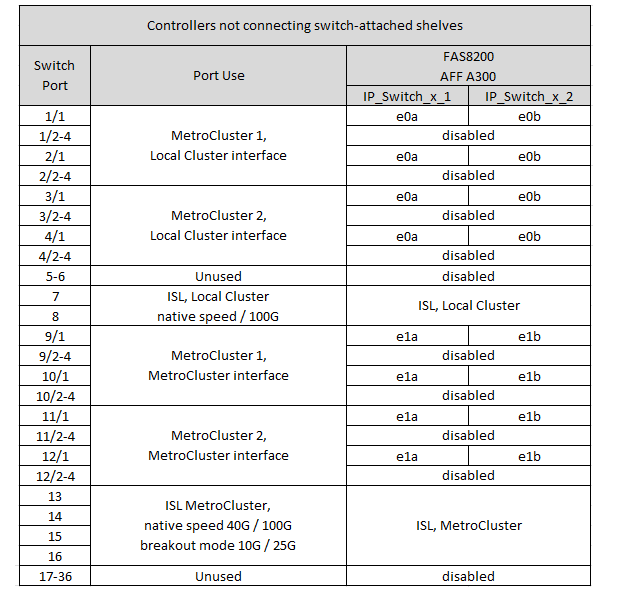 Controllers not connecting switch-attached shelves
Switch
Port
Port Use
FAS8200
AFF A300
IP_Switch_x_1 IP_Switch_x_2
1/1 e0a e0b
1/2-4 disabled
MetroCluster 1,
Local Cluster interface
2/1 e0a e0b
2/2-4 disabled
3/1 e0a e0b
3/2-4 disabled
MetroCluster 2,
Local Cluster interface
4/1 e0a e0b
4/2-4 disabled
5-6 Unused disabled
7 ISL, Local Cluster
8 native speed / 100G
ISL, Local Cluster
9/1 e1a e1b
9/2-4 disabled
MetroCluster 1,
MetroCluster interface
10/1 e1a e1b
10/2-4 disabled
11/1 e1a e1b
11/2-4 disabled
MetroCluster 2,
MetroCluster interface
12/1 e1a e1b
12/2-4 disabled
13
14
15
16
ISL MetroCluster,
native speed 40G / 100G
breakout mode 10G / 25G
ISL, MetroCluster
17-36 Unused disabled